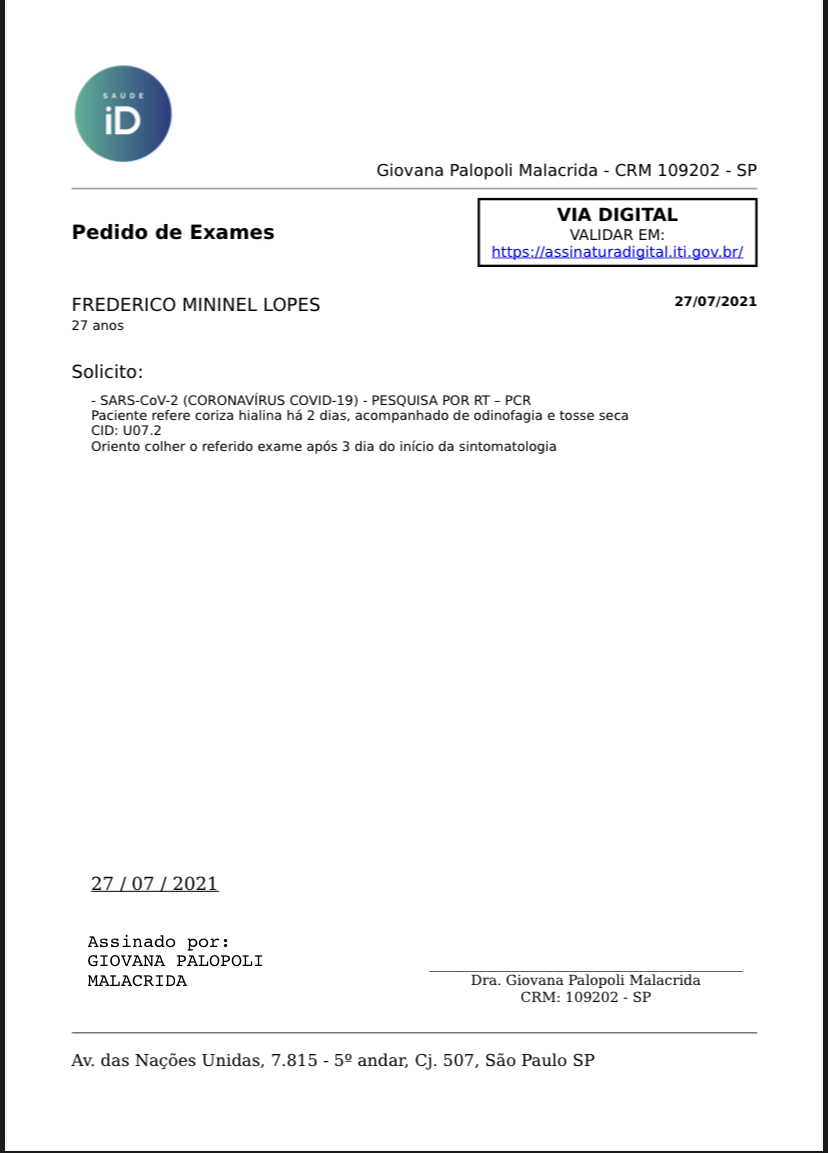 SAÚDE
iD
Giovana Palopoli Malacrida - CRM 109202 - SP
Pedido de Exames
VIA DIGITAL
VALIDAR EM:
https://assinaturadigital.iti.gov.br/
FREDERICO MININEL LOPES
27/07/2021
27 anos
Solicito:
- SARS-CoV-2 (CORONAVÍRUS COVID-19) - PESQUISA POR RT – PCR
Paciente refere coriza hialina há 2 dias, acompanhado de odinofagia e tosse seca
CID: U07.2
Oriento colher o referido exame após 3 dia do início da sintomatologia
27 / 07 / 2021
Assinado por:
GIOVANA PALOPOLI
MALACRIDA
Dra. Giovana Palopoli Malacrida
CRM: 109202 - SP
Av. das Nações Unidas, 7.815 - 5º andar, Cj. 507, São Paulo SP